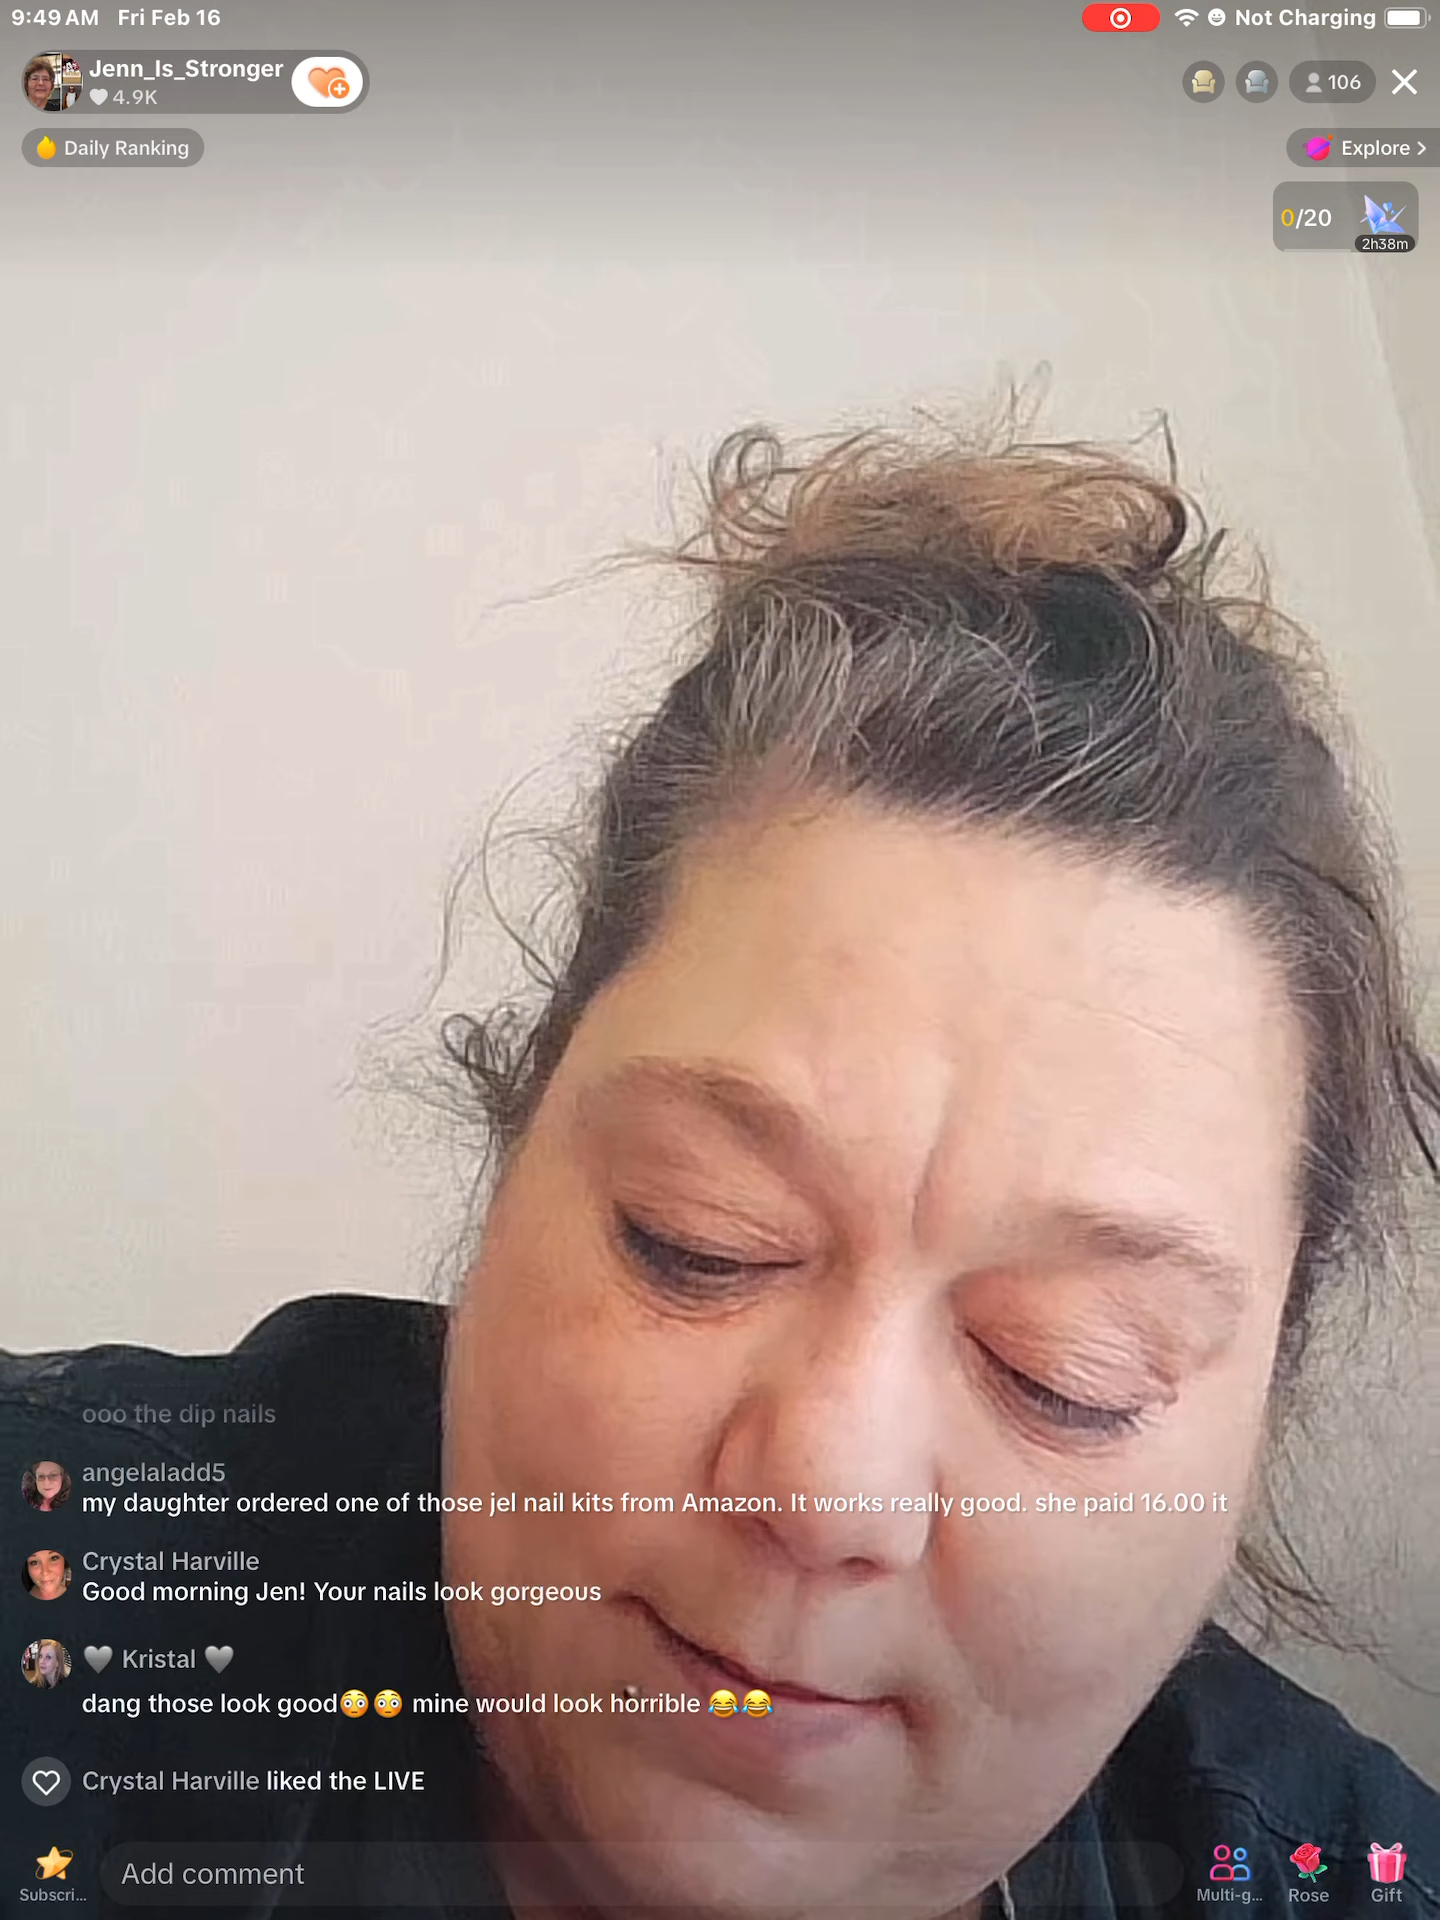 9:49 AM Fri Feb 16
Not Charging
Jenn_Is_Stronger
4.9K
106
Daily Ranking
Explore >
0/20
2h38m
ooo the dip nails
angelaladd5
my daughter ordered one of those jel nail kits from Amazon. It works really good. she paid 16.00 it
Crystal Harville
Good morning Jen! Your nails look gorgeous
🩶 Kristal 🩶
dang those look good😳😳 mine would look horrible 😂😂
Crystal Harville liked the LIVE
Add comment
Subscri...
Multi-g...
Rose
Gift